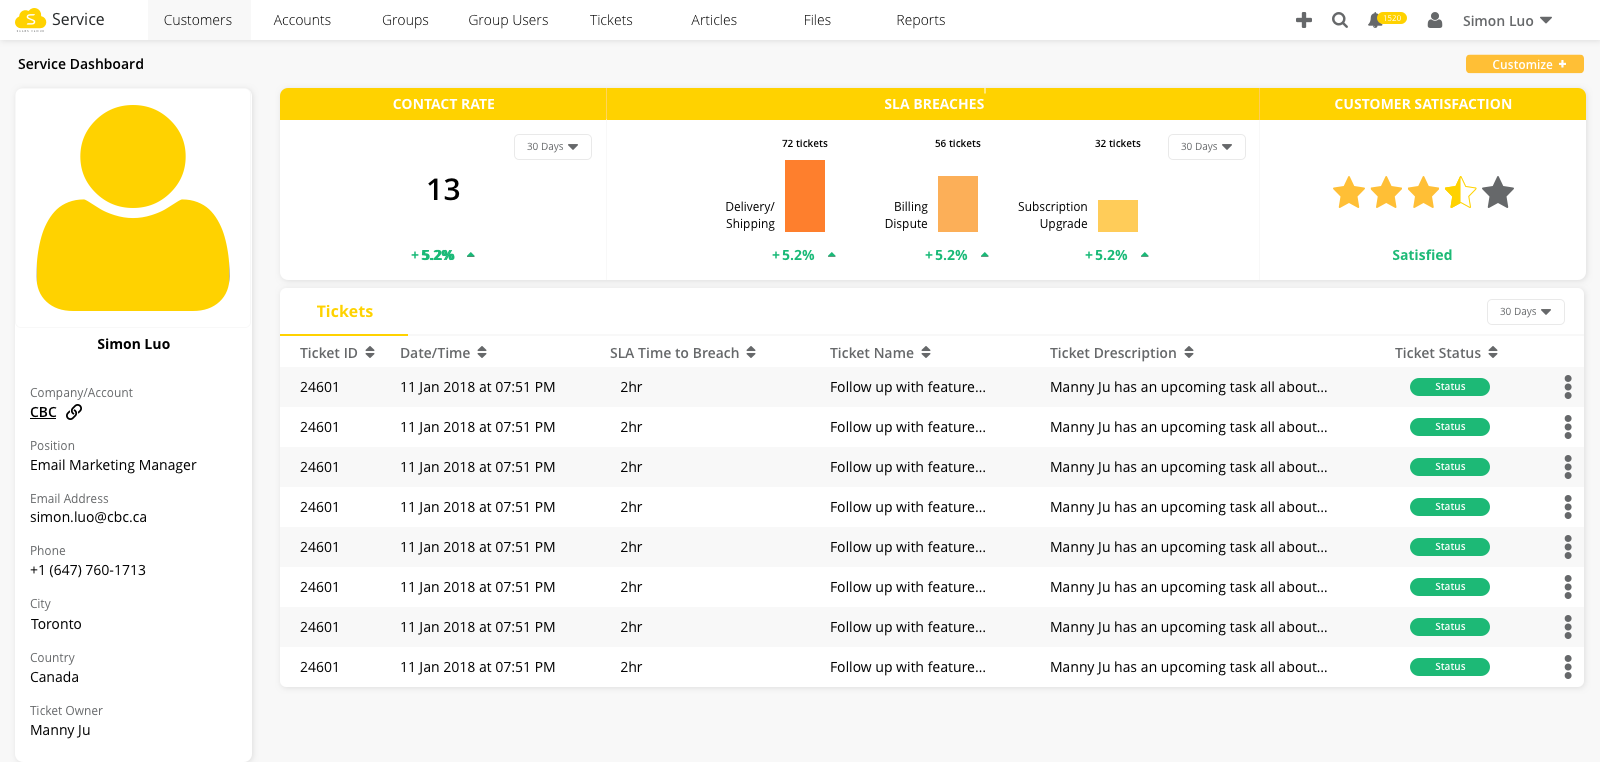 Service Customers Accounts Groups Group Users Tickets Articles Files Reports 1520 Simon Luo
Service Dashboard
Customize +
CONTACT RATE SLA BREACHES CUSTOMER SATISFACTION
30 Days
13
+ 5.2%
72 tickets 56 tickets 32 tickets
30 Days
Delivery/
Shipping
Billing
Dispute
Subscription
Upgrade
+ 5.2% + 5.2% + 5.2%
Satisfied
Simon Luo
Company/Account
CBC
Position
Email Marketing Manager
Email Address
simon.luo@cbc.ca
Phone
+1 (647) 760-1713
City
Toronto
Country
Canada
Ticket Owner
Manny Ju
Tickets
30 Days
Ticket ID Date/Time SLA Time to Breach Ticket Name Ticket Drescription Ticket Status
24601 11 Jan 2018 at 07:51 PM 2hr Follow up with feature... Manny Ju has an upcoming task all about... Status
24601 11 Jan 2018 at 07:51 PM 2hr Follow up with feature... Manny Ju has an upcoming task all about... Status
24601 11 Jan 2018 at 07:51 PM 2hr Follow up with feature... Manny Ju has an upcoming task all about... Status
24601 11 Jan 2018 at 07:51 PM 2hr Follow up with feature... Manny Ju has an upcoming task all about... Status
24601 11 Jan 2018 at 07:51 PM 2hr Follow up with feature... Manny Ju has an upcoming task all about... Status
24601 11 Jan 2018 at 07:51 PM 2hr Follow up with feature... Manny Ju has an upcoming task all about... Status
24601 11 Jan 2018 at 07:51 PM 2hr Follow up with feature... Manny Ju has an upcoming task all about... Status
24601 11 Jan 2018 at 07:51 PM 2hr Follow up with feature... Manny Ju has an upcoming task all about... Status